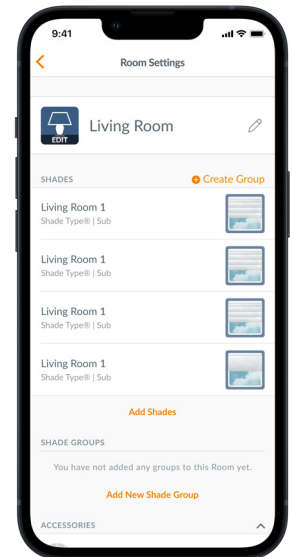 9:41
Room Settings
EDIT
Living Room
SHADES
Create Group
Living Room 1
Shade Type® | Sub
Living Room 1
Shade Type® | Sub
Living Room 1
Shade Type® | Sub
Living Room 1
Shade Type® | Sub
Add Shades
SHADE GROUPS
You have not added any groups to this Room yet.
Add New Shade Group
ACCESSORIES